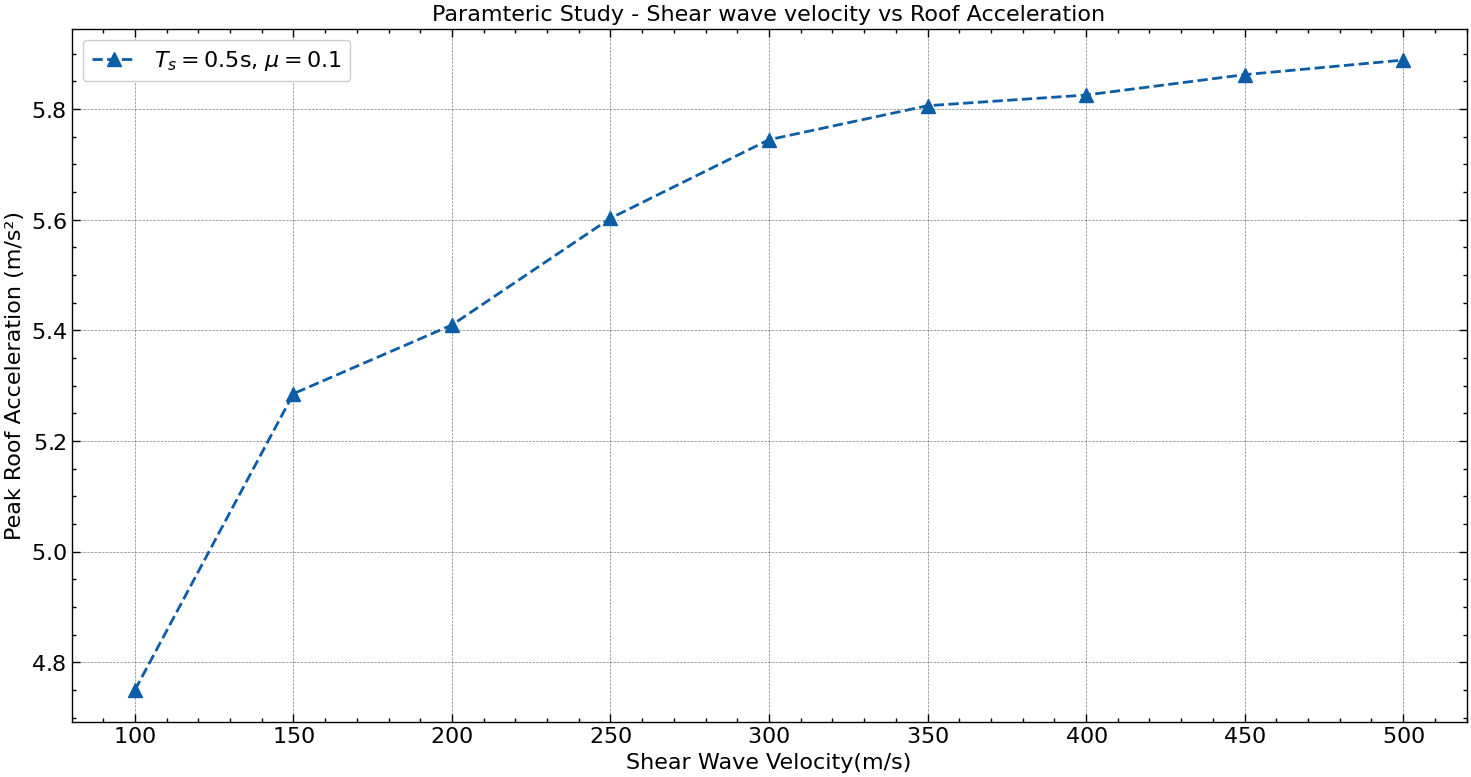 Paramteric Study - Shear wave velocity vs Roof Acceleration
T_s = 0.5s, μ = 0.1
Peak Roof Acceleration (m/s²)
5.8
5.6
5.4
5.2
5.0
4.8
100 150 200 250 300 350 400 450 500
Shear Wave Velocity(m/s)